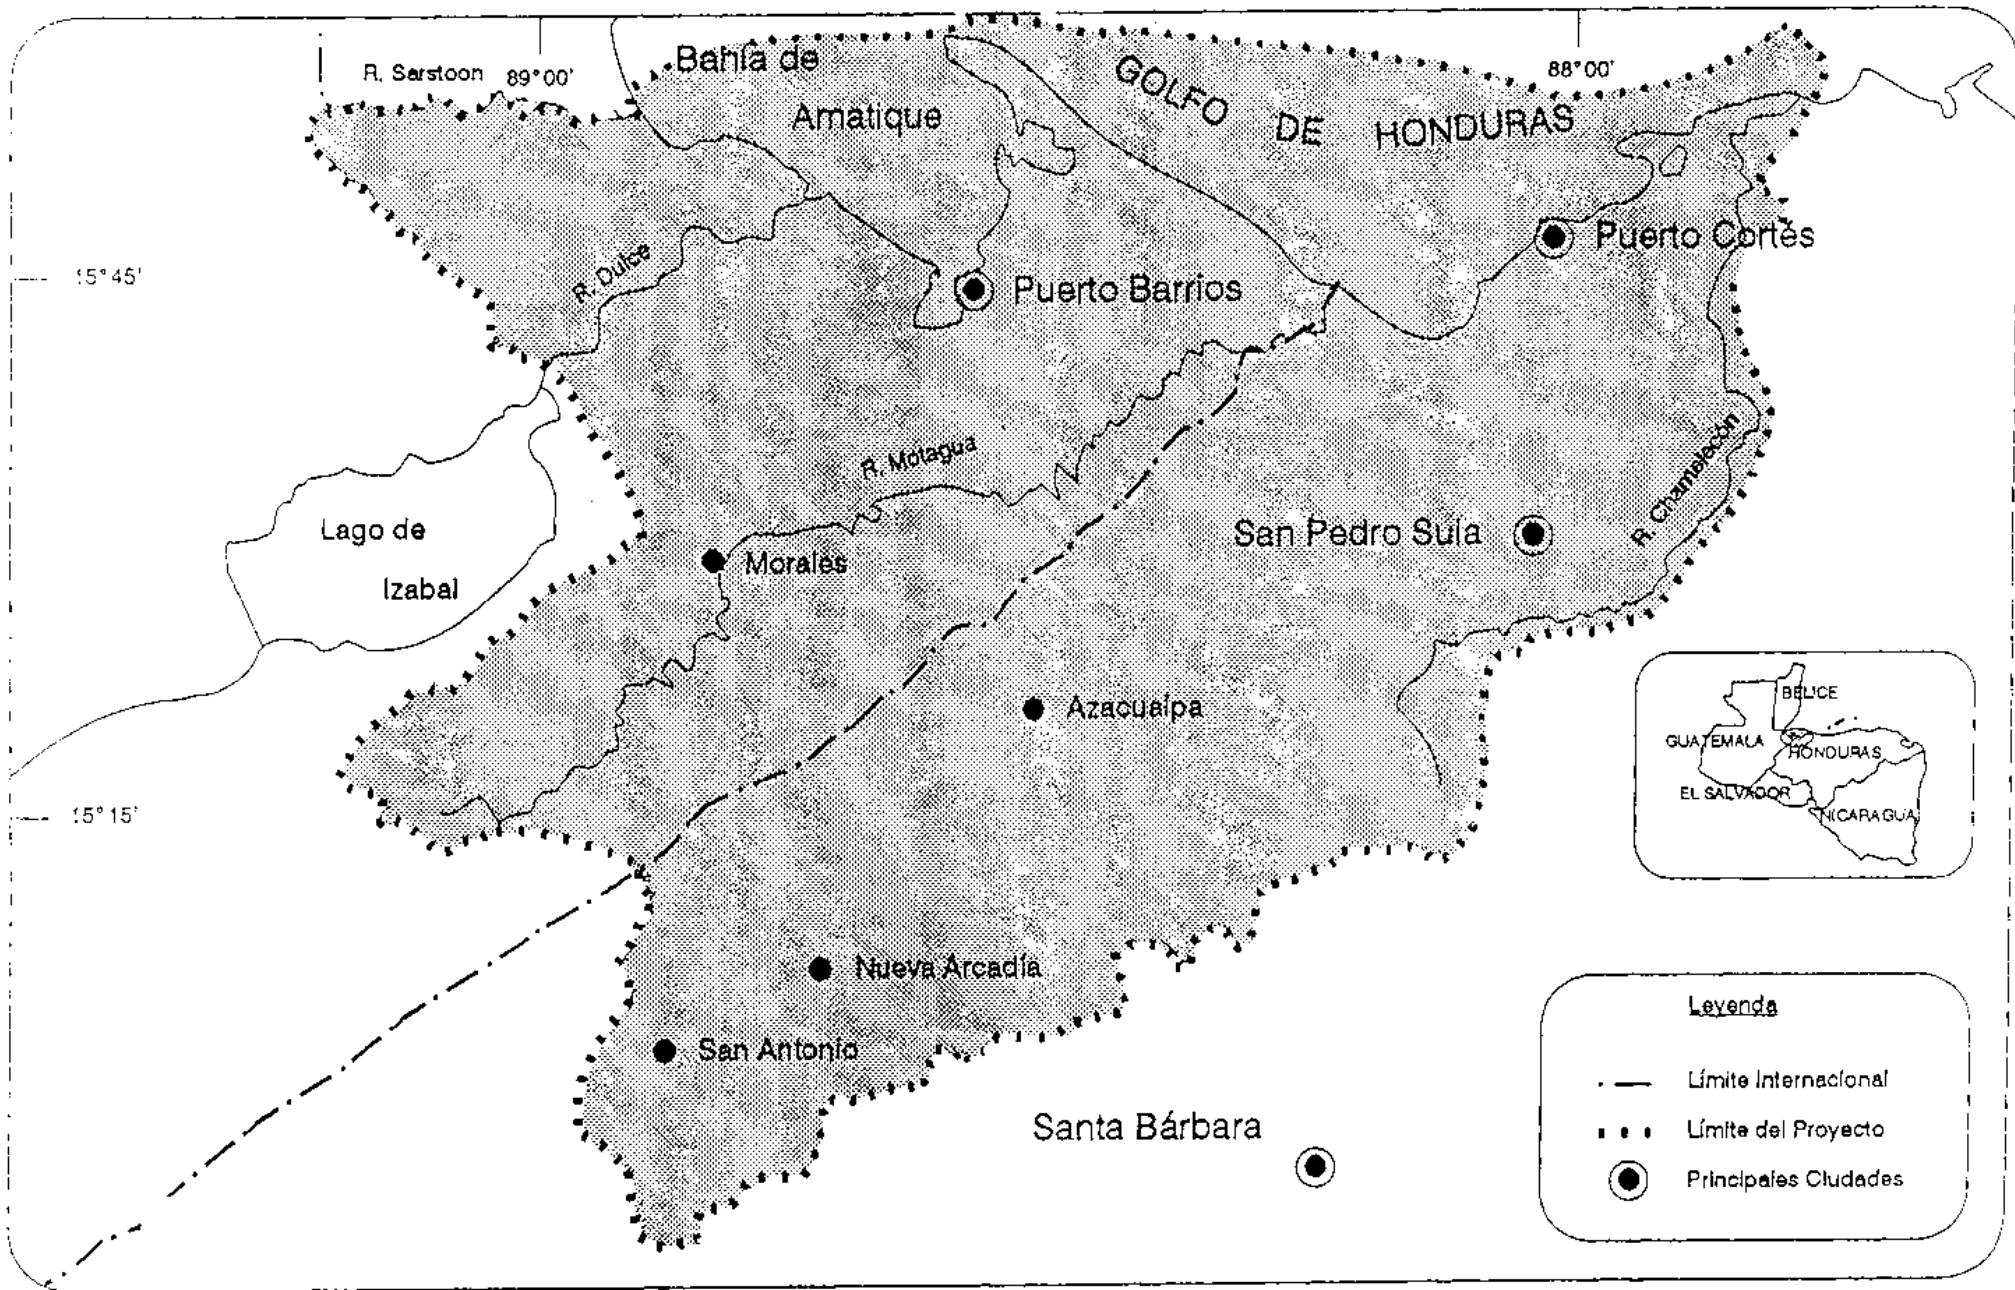 R. Sarstoon
89°00'
Bahía de
Amatique
GOLFO DE HONDURAS
88°00'
15°45'
R. Dulce
Puerto Barrios
Puerto Cortés
R. Motagua
R. Chamelecón
Lago de
Izabal
Morales
San Pedro Sula
Azacualpa
15°15'
BELICE
GUATEMALA
HONDURAS
EL SALVADOR
NICARAGUA
Nueva Arcadía
San Antonio
Santa Bárbara
Leyenda
Límite Internacional
Límite del Proyecto
Principales Ciudades